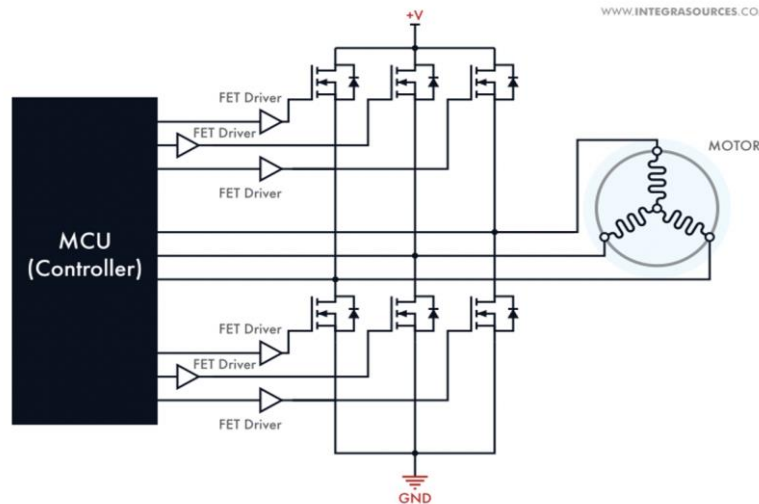 +V
WWW.INTEGRASOURCES.CO
FET Driver
FET Driver
FET Driver
MOTOR
MCU
(Controller)
FET Driver
FET Driver
FET Driver
GND